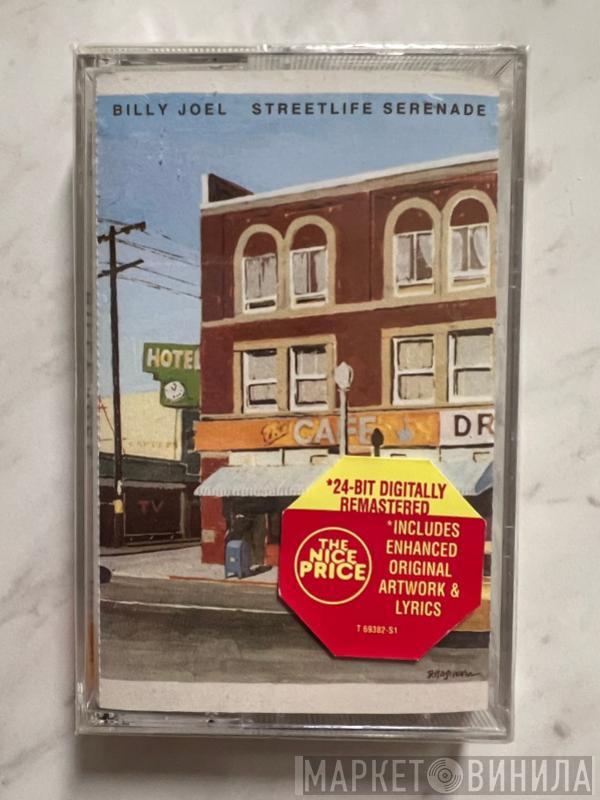 BILLY JOEL STREETLIFE SERENADE
HOTEL
The CAFE
DR
TV
*24-BIT DIGITALLY
REMASTERED
*INCLUDES
ENHANCED
ORIGINAL
ARTWORK &
LYRICS
THE
NICE
PRICE
T 69382-S1
МАРКЕТ ВИНИЛА